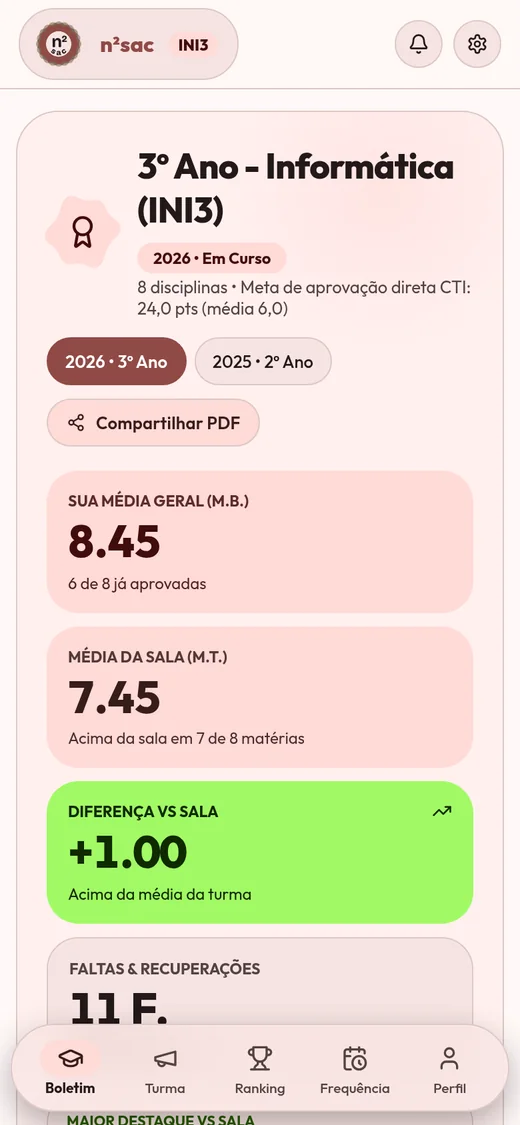 n²
sac
n²sac
INI3
3º Ano - Informática
(INI3)
2026 • Em Curso
8 disciplinas • Meta de aprovação direta CTI:
24,0 pts (média 6,0)
2026 • 3º Ano
2025 • 2º Ano
Compartilhar PDF
SUA MÉDIA GERAL (M.B.)
8.45
6 de 8 já aprovadas
MÉDIA DA SALA (M.T.)
7.45
Acima da sala em 7 de 8 matérias
DIFERENÇA VS SALA
+1.00
Acima da média da turma
FALTAS & RECUPERAÇÕES
11 F.
Boletim
Turma
Ranking
Frequência
Perfil
MAIOR DESTAQUE VS SALA